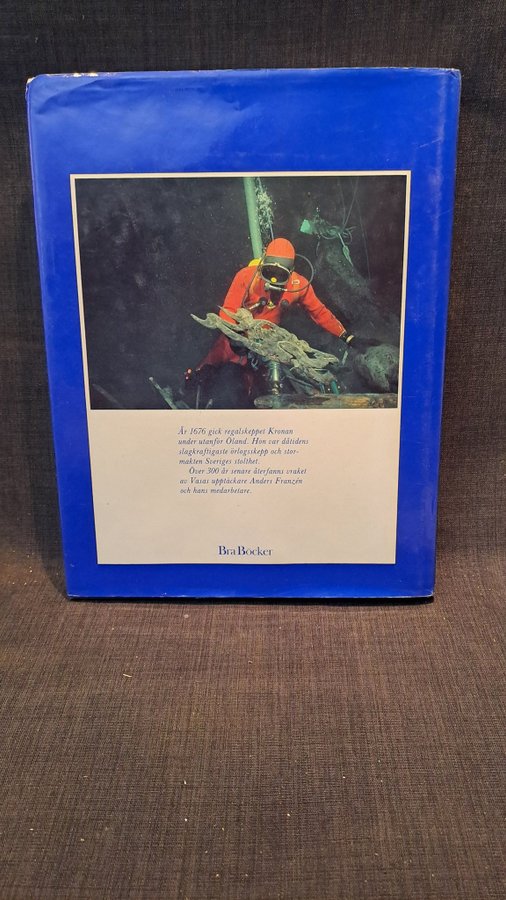 År 1676 gick regalskeppet Kronan
under utanför Öland. Hon var dåtidens
slagkraftigaste örlogsskepp och stor-
makten Sveriges stolthet.
Över 300 år senare återfanns vraket
av Vasas upptäckare Anders Franzén
och hans medarbetare.
Bra Böcker